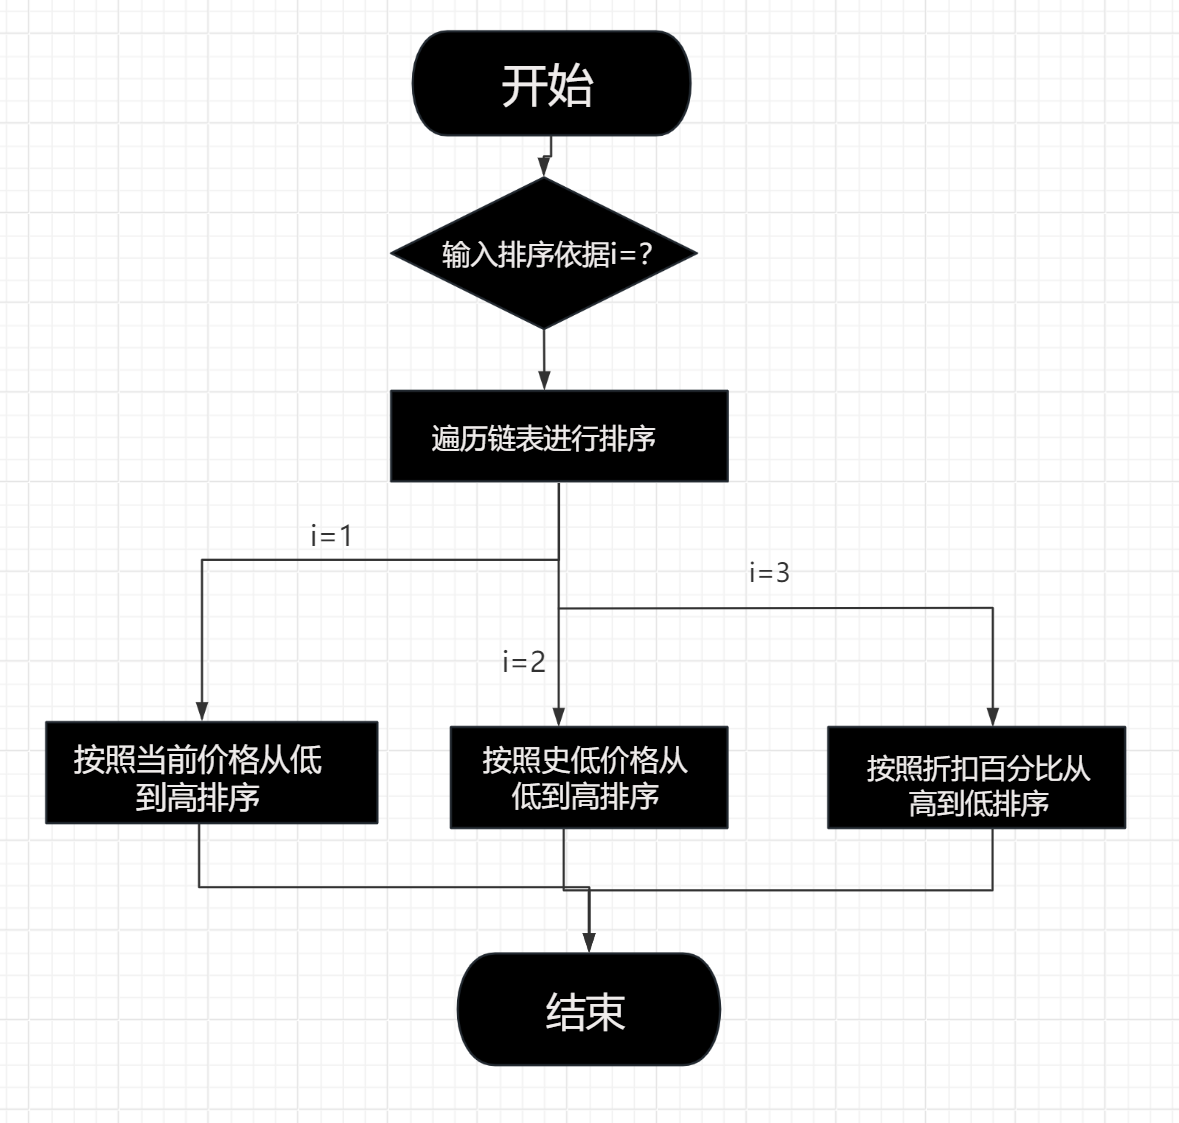 开始
输入排序依据i=?
遍历链表进行排序
i=1
i=3
i=2
按照当前价格从低
到高排序
按照史低价格从
低到高排序
按照折扣百分比从
高到低排序
结束